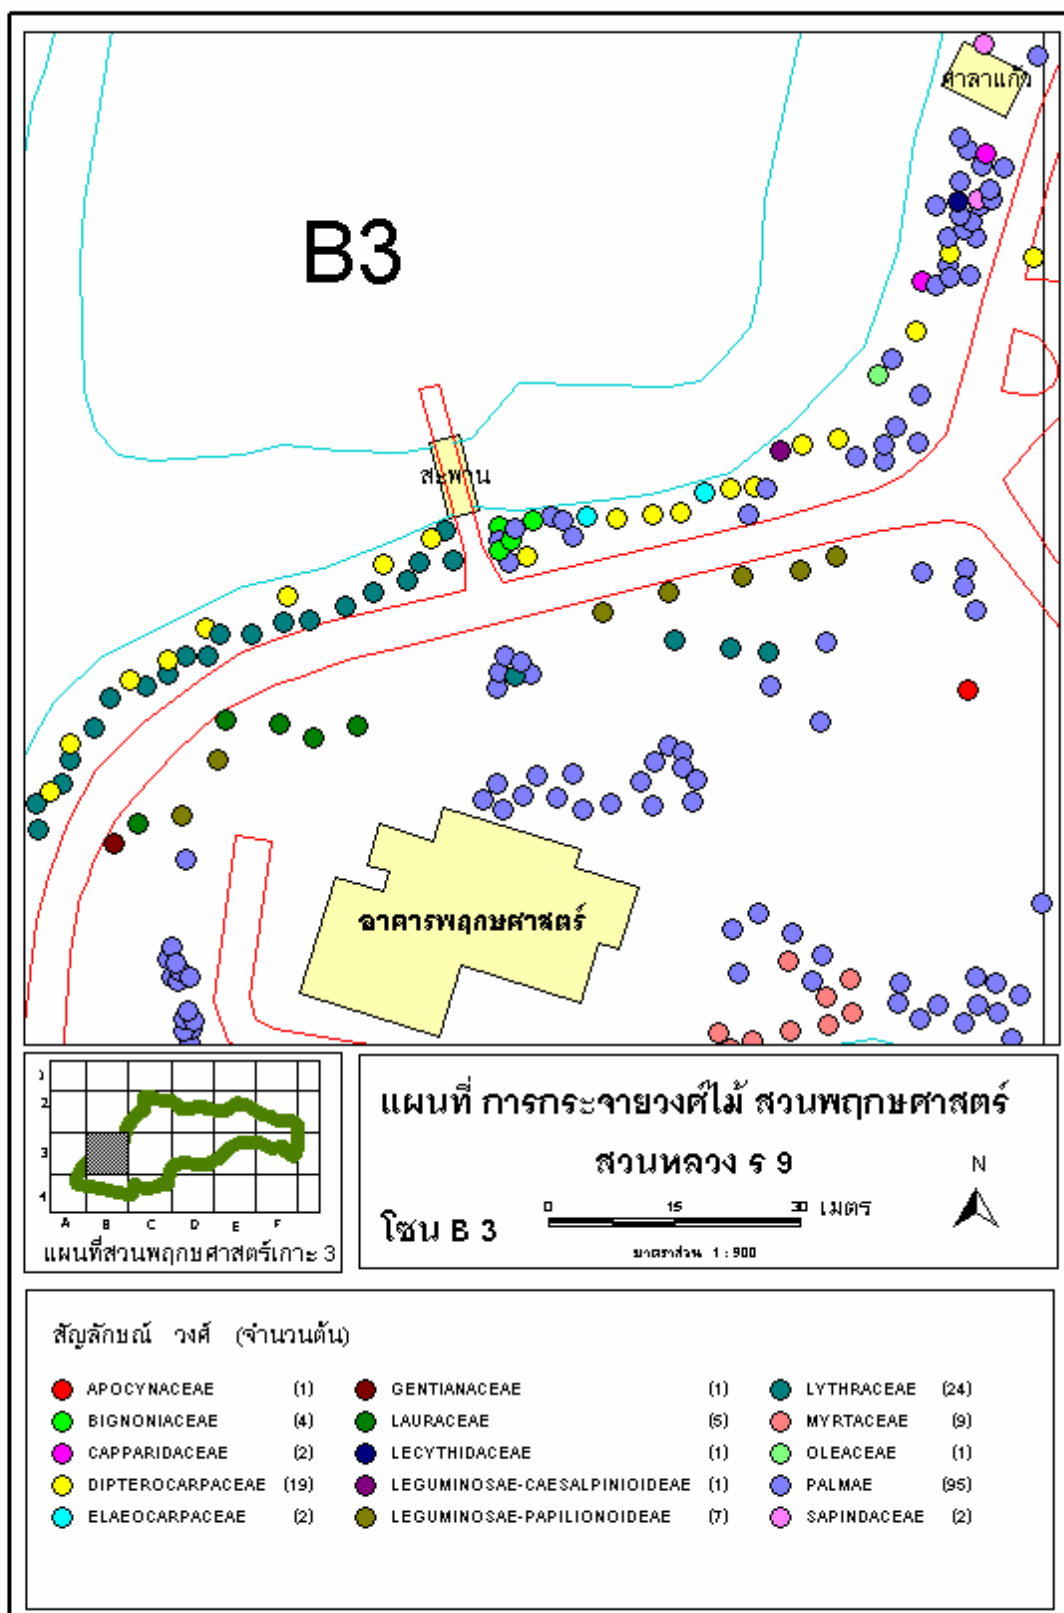 ศาลาแก้ว
B3
สะพาน
อาคารพฤกษศาสตร์
1
2
3
4
A B C D E F
แผนที่สวนพฤกษศาสตร์เกาะ 3
แผนที่ การกระจายวงศ์ไม้ สวนพฤกษศาสตร์
สวนหลวง ร 9
N
0 15 30 เมตร
โซน B 3
มาตราส่วน 1 : 900
สัญลักษณ์ วงศ์ (จำนวนต้น)
APOCYNACEAE (1) GENTIANACEAE (1) LYTHRACEAE (24)
BIGNONIACEAE (4) LAURACEAE (5) MYRTACEAE (9)
CAPPARIDACEAE (2) LECYTHIDACEAE (1) OLEACEAE (1)
DIPTEROCARPACEAE (19) LEGUMINOSAE-CAESALPINIOIDEAE (1) PALMAE (95)
ELAEOCARPACEAE (2) LEGUMINOSAE-PAPILIONOIDEAE (7) SAPINDACEAE (2)